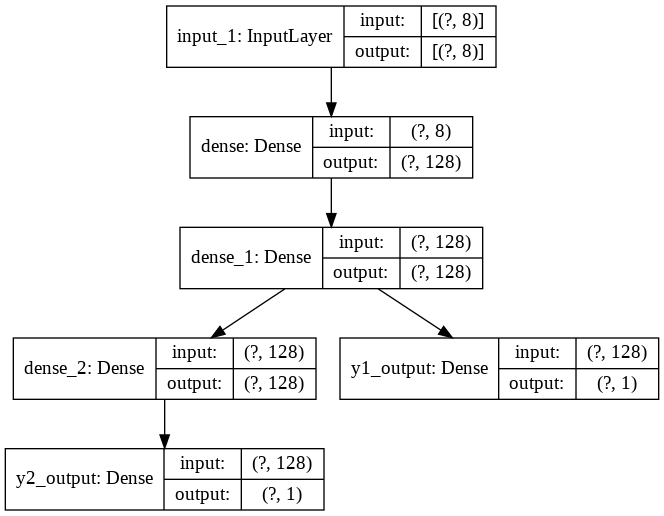 input_1: InputLayer
input:
[(?, 8)]
output:
[(?, 8)]
dense: Dense
input:
(?, 8)
output:
(?, 128)
dense_1: Dense
input:
(?, 128)
output:
(?, 128)
dense_2: Dense
input:
(?, 128)
output:
(?, 128)
y1_output: Dense
input:
(?, 128)
output:
(?, 1)
y2_output: Dense
input:
(?, 128)
output:
(?, 1)